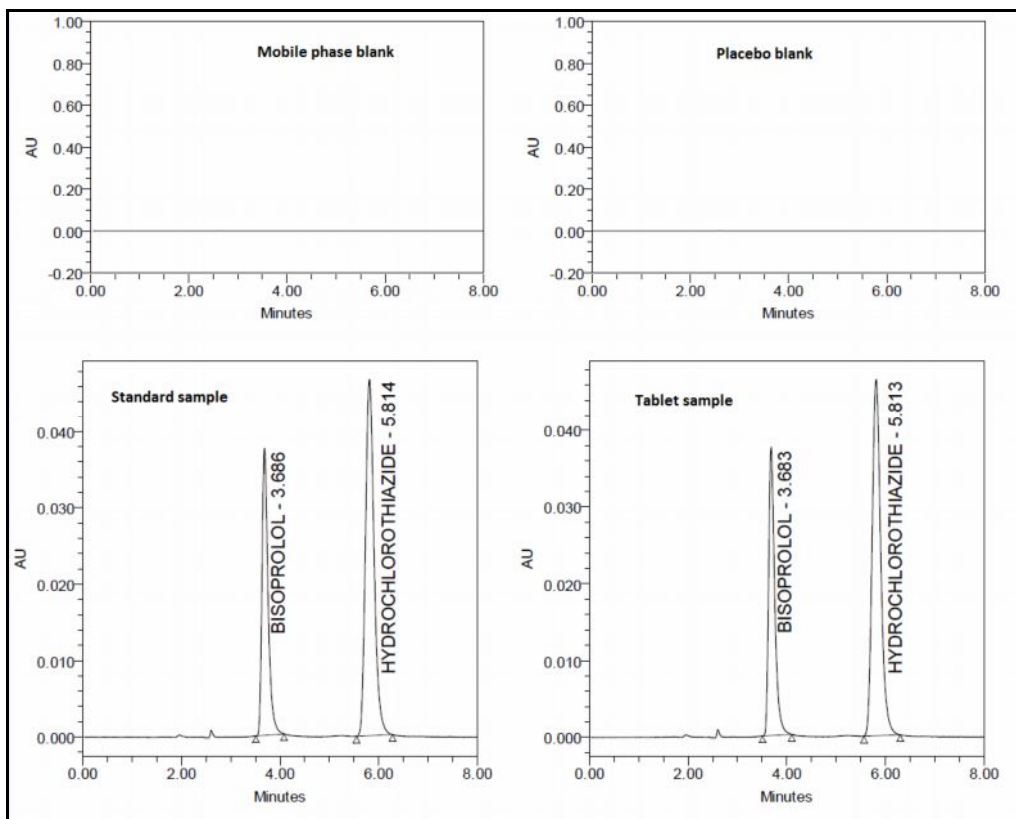 Mobile phase blank
1.00
0.80
0.60
0.40
0.20
0.00
-0.20
AU
0.00 2.00 4.00 6.00 8.00
Minutes
Placebo blank
1.00
0.80
0.60
0.40
0.20
0.00
-0.20
AU
0.00 2.00 4.00 6.00 8.00
Minutes
Standard sample
BISOPROLOL - 3.686
HYDROCHLOROTHIAZIDE - 5.814
0.040
0.030
0.020
0.010
0.000
AU
0.00 2.00 4.00 6.00 8.00
Minutes
Tablet sample
BISOPROLOL - 3.683
HYDROCHLOROTHIAZIDE - 5.813
0.040
0.030
0.020
0.010
0.000
AU
0.00 2.00 4.00 6.00 8.00
Minutes